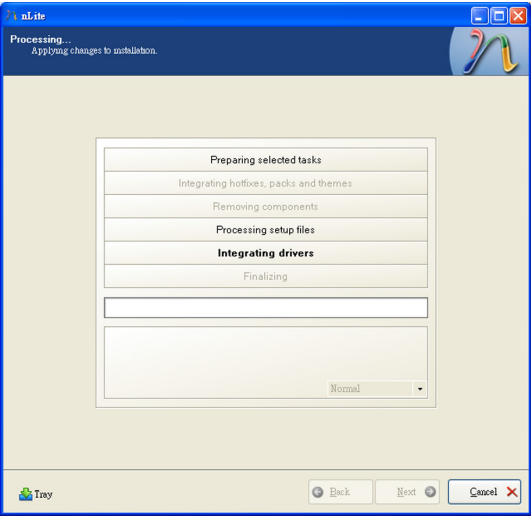 nLite
Processing...
Applying changes to installation.
Preparing selected tasks
Integrating hotfixes, packs and themes
Removing components
Processing setup files
Integrating drivers
Finalizing
Normal
Tray
Back
Next
Cancel